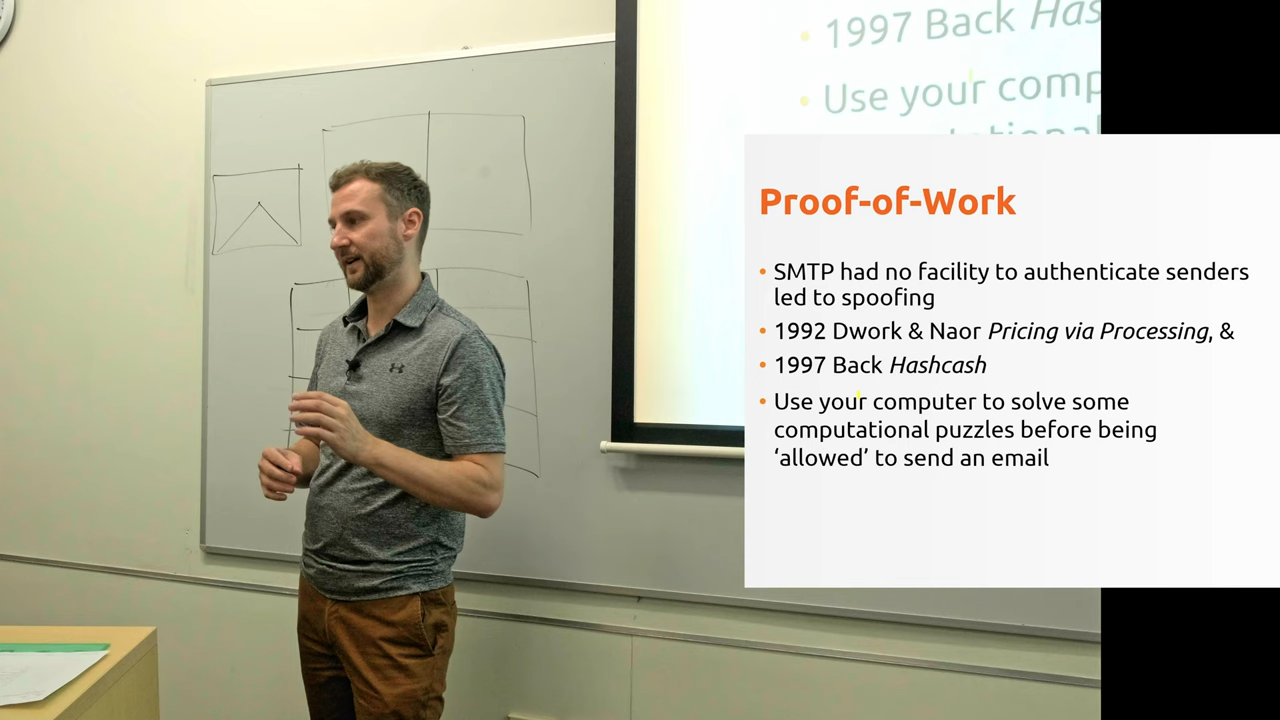 1997 Back Has
Use your comp
tational
Proof-of-Work
SMTP had no facility to authenticate senders
led to spoofing
1992 Dwork & Naor Pricing via Processing, &
1997 Back Hashcash
Use your computer to solve some
computational puzzles before being
‘allowed’ to send an email